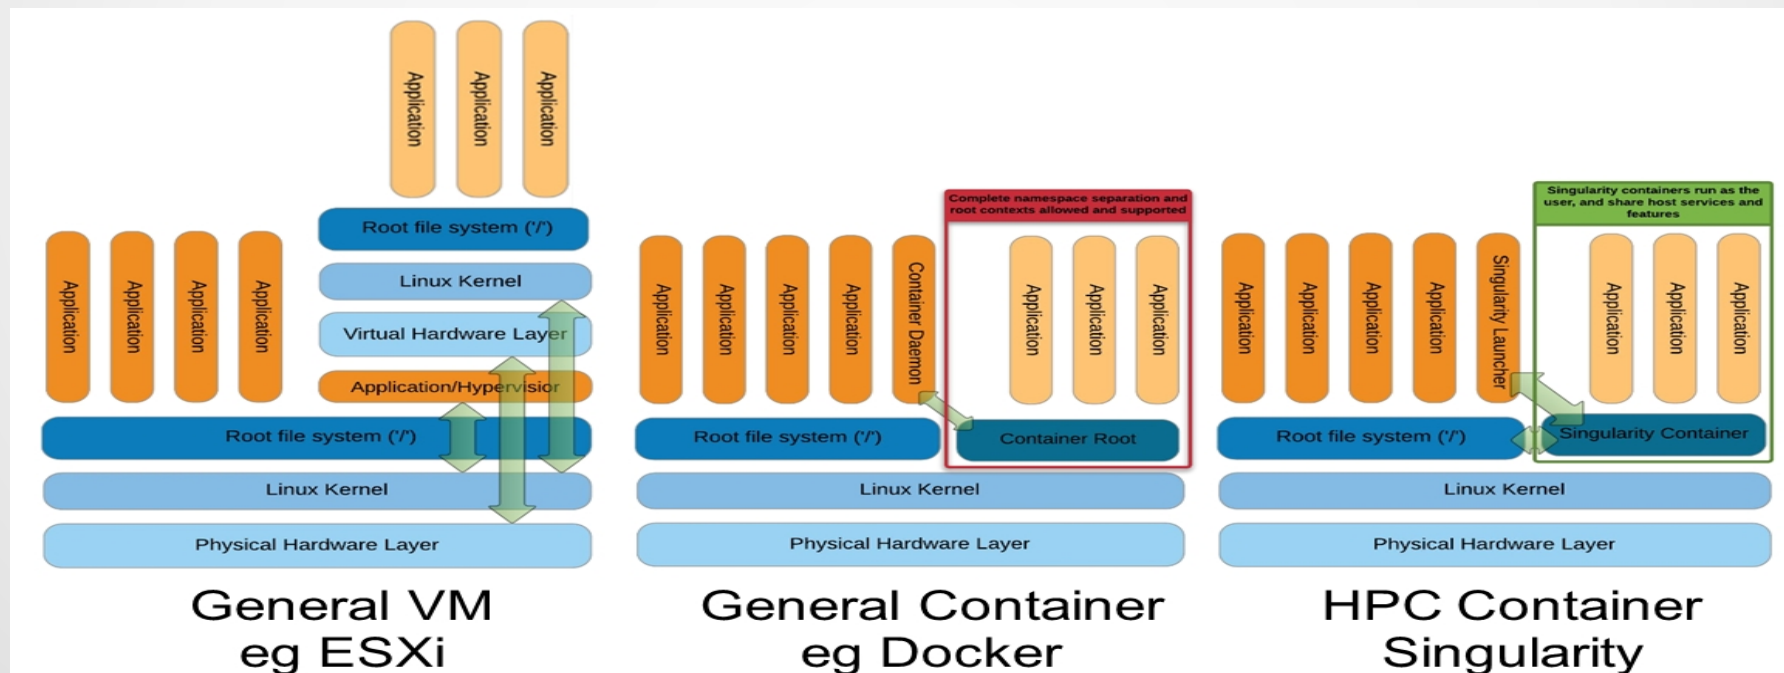 Application
Application
Application
Root file system ('/')
Linux Kernel
Virtual Hardware Layer
Application/Hypervisior
Application
Application
Application
Application
Root file system ('/')
Linux Kernel
Physical Hardware Layer
General VM
eg ESXi
Complete namespace separation and
root contexts allowed and supported
Application
Application
Application
Application
Container Daemon
Application
Application
Application
Root file system ('/')
Container Root
Linux Kernel
Physical Hardware Layer
General Container
eg Docker
Singularity containers run as the
user, and share host services and
features
Application
Application
Application
Application
Singularity Launcher
Application
Application
Application
Root file system ('/')
Singularity Container
Linux Kernel
Physical Hardware Layer
HPC Container
Singularity